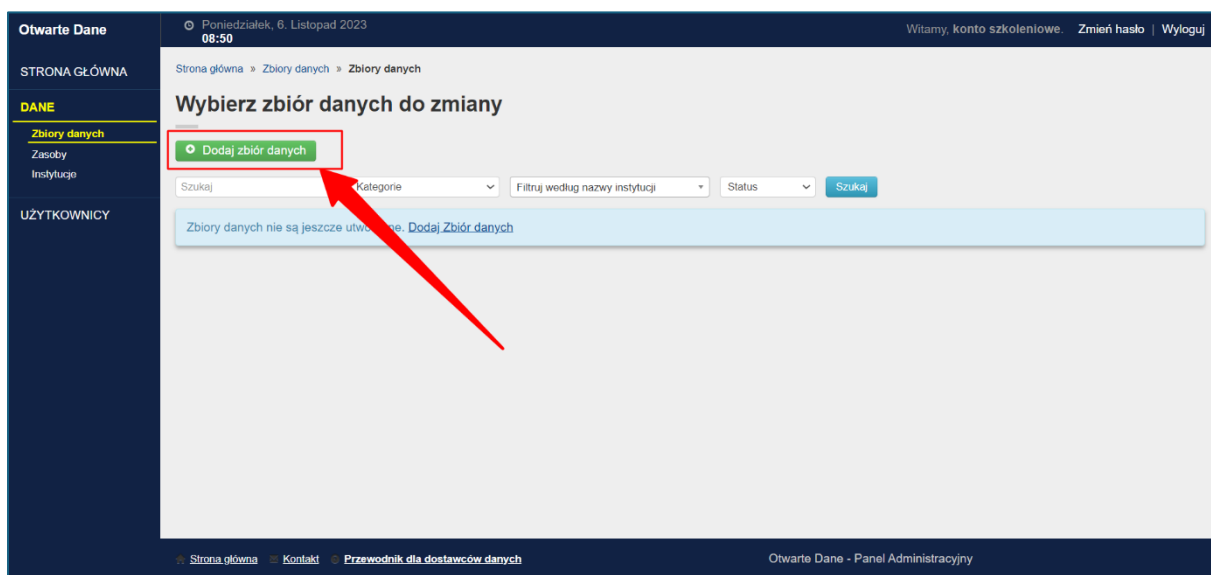 Otwarte Dane
Poniedziałek, 6. Listopad 2023
08:50
Witamy, konto szkoleniowe. Zmień hasło | Wyloguj
STRONA GŁÓWNA
DANE
Zbiory danych
Zasoby
Instytucje
UŻYTKOWNICY
Strona główna » Zbiory danych » Zbiory danych
Wybierz zbiór danych do zmiany
Dodaj zbiór danych
Szukaj Kategorie Filtruj według nazwy instytucji Status Szukaj
Zbiory danych nie są jeszcze. Dodaj Zbiór danych
Strona główna Kontakt Przewodnik dla dostawców danych
Otwarte Dane - Panel Administracyjny